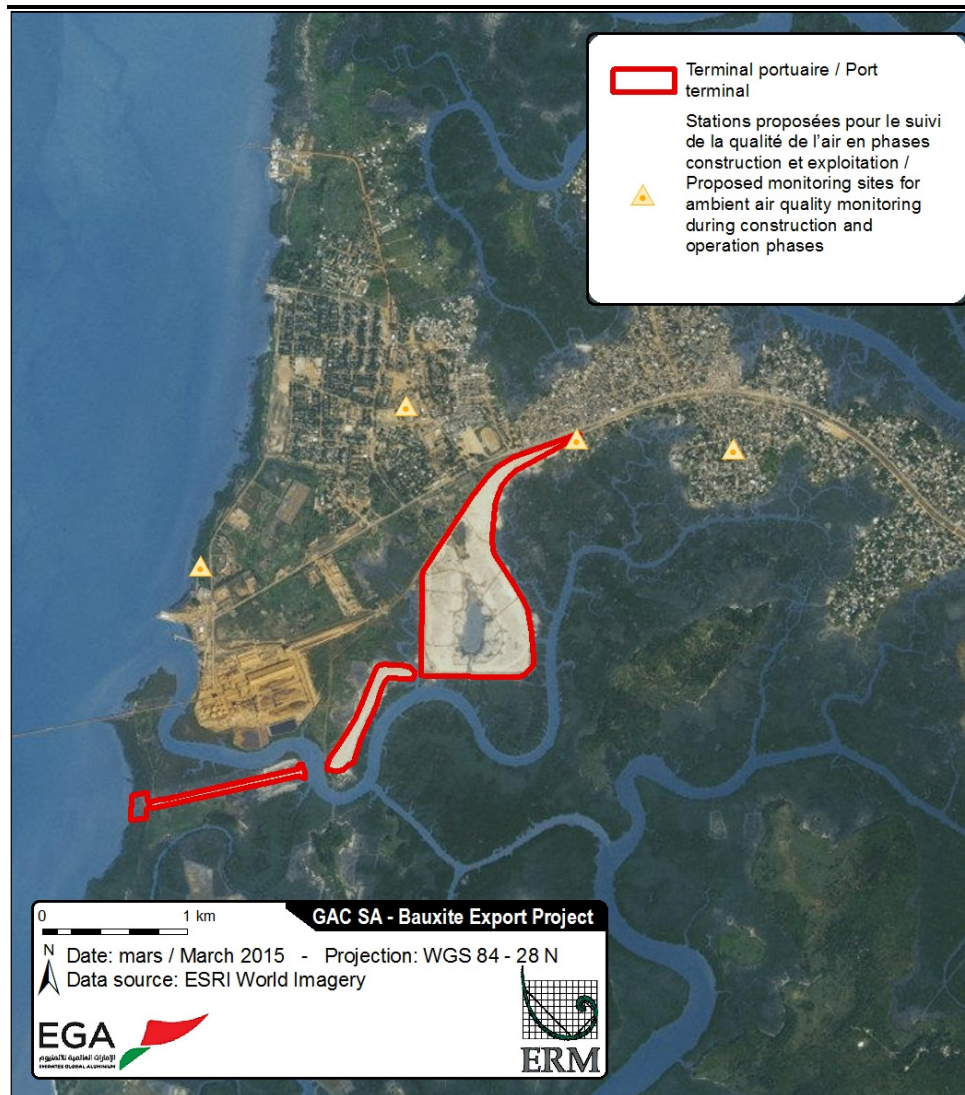 Terminal portuaire / Port
terminal
Stations proposées pour le suivi
de la qualité de l'air en phases
construction et exploitation /
Proposed monitoring sites for
ambient air quality monitoring
during construction and
operation phases
0 1 km
GAC SA - Bauxite Export Project
N
Date: mars / March 2015 - Projection: WGS 84 - 28 N
Data source: ESRI World Imagery
EGA
الإمارات العالمية للألمنيوم
EMIRATES GLOBAL ALUMINIUM
ERM